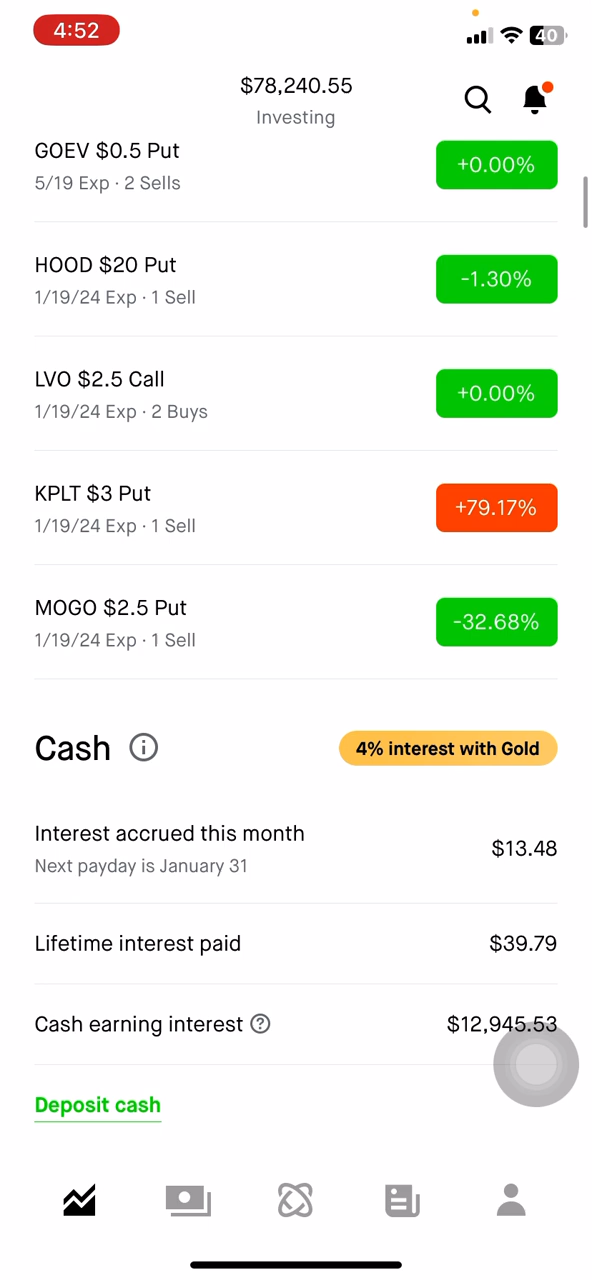 4:52
40
$78,240.55
Investing
GOEV $0.5 Put
5/19 Exp · 2 Sells
+0.00%
HOOD $20 Put
1/19/24 Exp · 1 Sell
-1.30%
LVO $2.5 Call
1/19/24 Exp · 2 Buys
+0.00%
KPLT $3 Put
1/19/24 Exp · 1 Sell
+79.17%
MOGO $2.5 Put
1/19/24 Exp · 1 Sell
-32.68%
Cash
4% interest with Gold
Interest accrued this month
Next payday is January 31
$13.48
Lifetime interest paid
$39.79
Cash earning interest
$12,945.53
Deposit cash